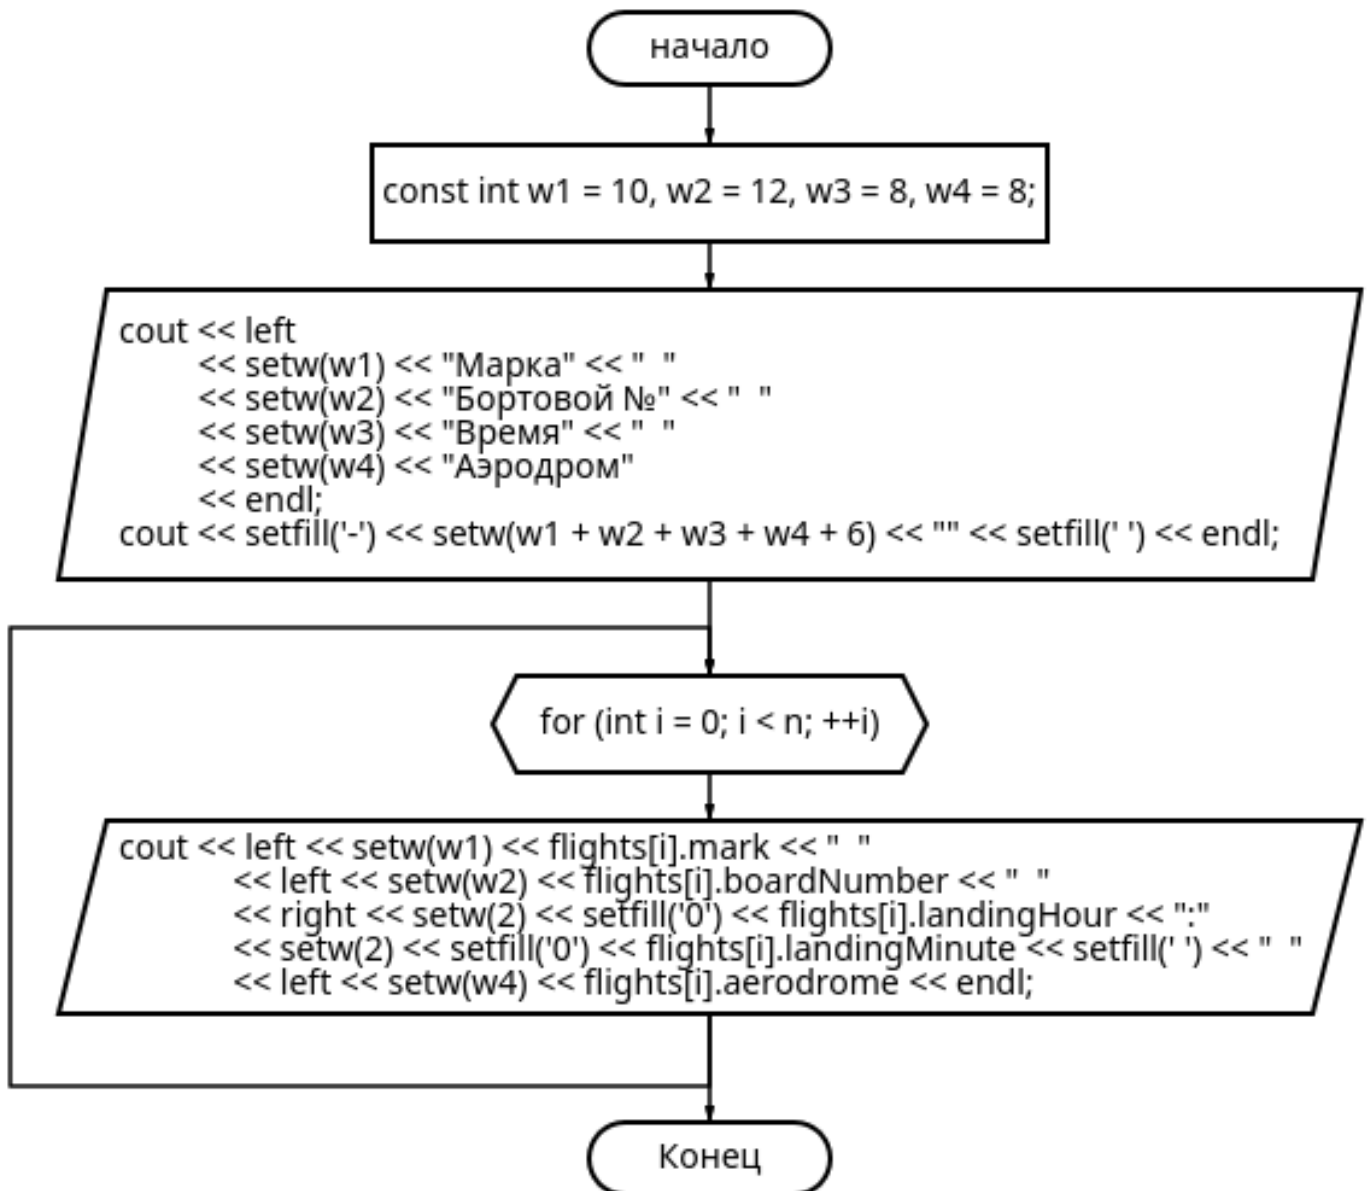 начало
const int w1 = 10, w2 = 12, w3 = 8, w4 = 8;
cout << left
<< setw(w1) << "Марка" << "  "
<< setw(w2) << "Бортовой №" << "  "
<< setw(w3) << "Время" << "  "
<< setw(w4) << "Аэродром"
<< endl;
cout << setfill('-') << setw(w1 + w2 + w3 + w4 + 6) << "" << setfill(' ') << endl;
for (int i = 0; i < n; ++i)
cout << left << setw(w1) << flights[i].mark << "  "
<< left << setw(w2) << flights[i].boardNumber << "  "
<< right << setw(2) << setfill('0') << flights[i].landingHour << ":"
<< setw(2) << setfill('0') << flights[i].landingMinute << setfill(' ') << "  "
<< left << setw(w4) << flights[i].aerodrome << endl;
Конец